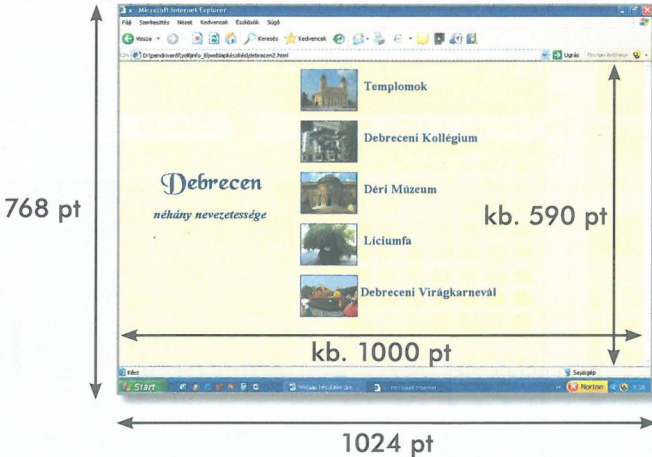 x - Microsoft Internet Explorer
Fájl Szerkesztés Nézet Kedvencek Eszközök Súgó
Vissza Keresés Kedvencek
Ugrás Norton AntiVirus
Templomok
Debreceni Kollégium
Debrecen
néhány nevezetessége
Déri Múzeum
768 pt
kb. 590 pt
Líciumfa
Debreceni Virágkarnevál
kb. 1000 pt
Kész Sajátgép
Start Norton
1024 pt